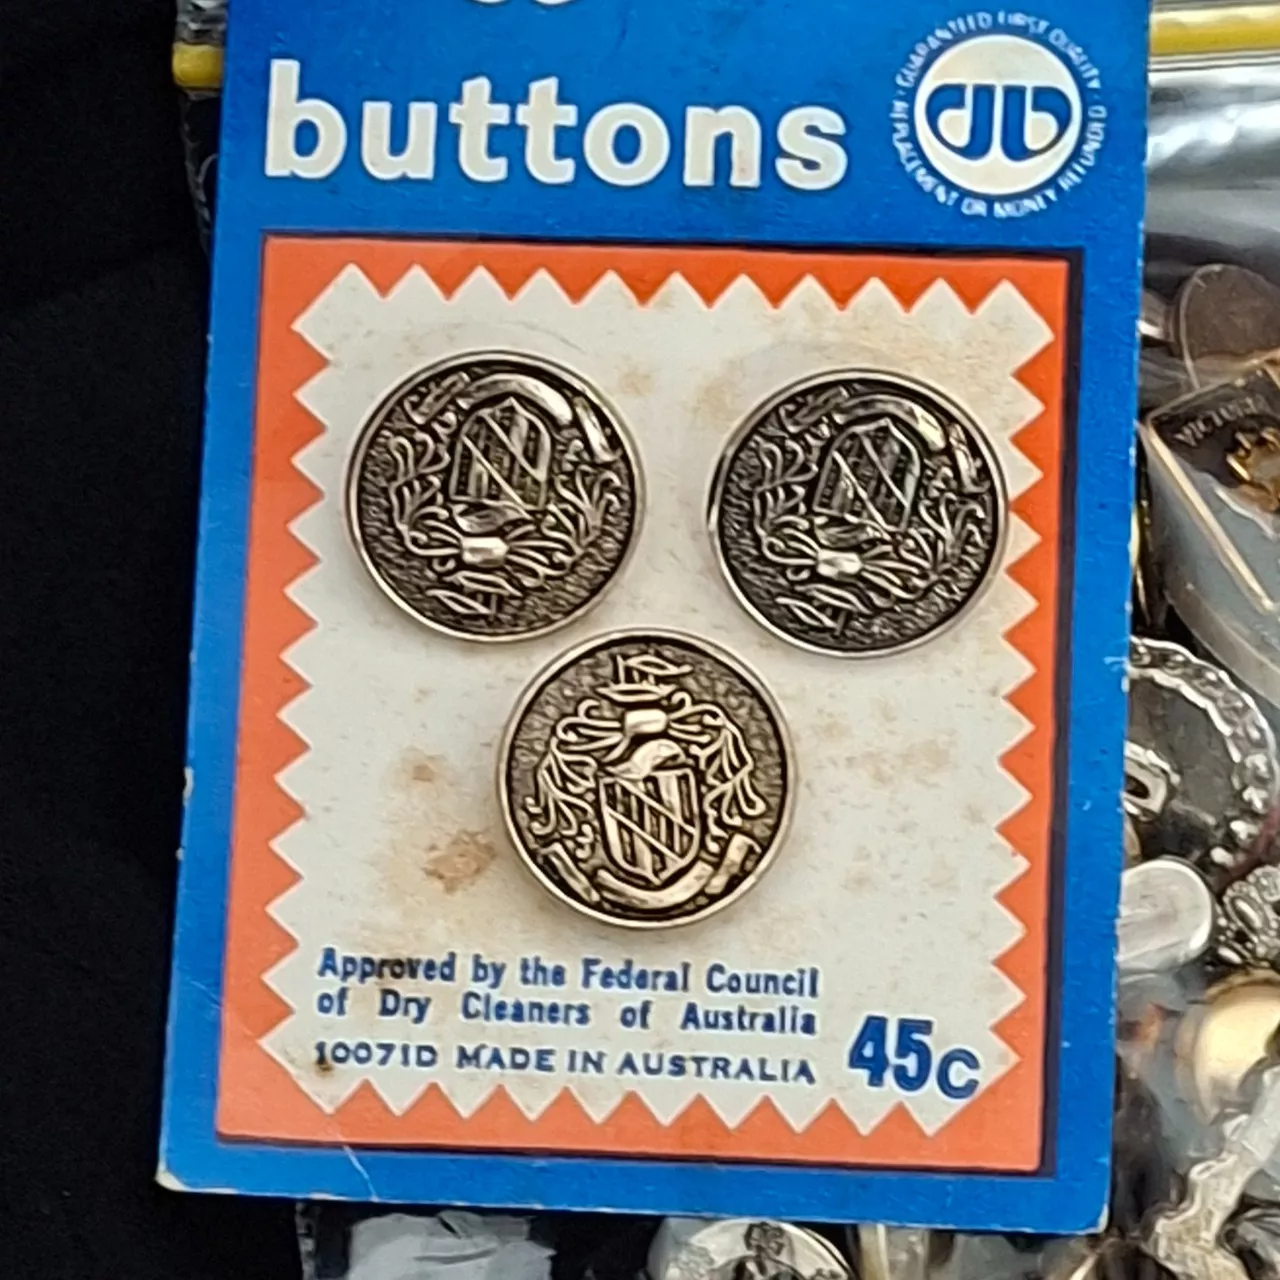 buttons
GUARANTEED FIRST QUALITY · REPLACEMENT OR MONEY REFUNDED ·
Approved by the Federal Council
of Dry Cleaners of Australia
10071D MADE IN AUSTRALIA
45c